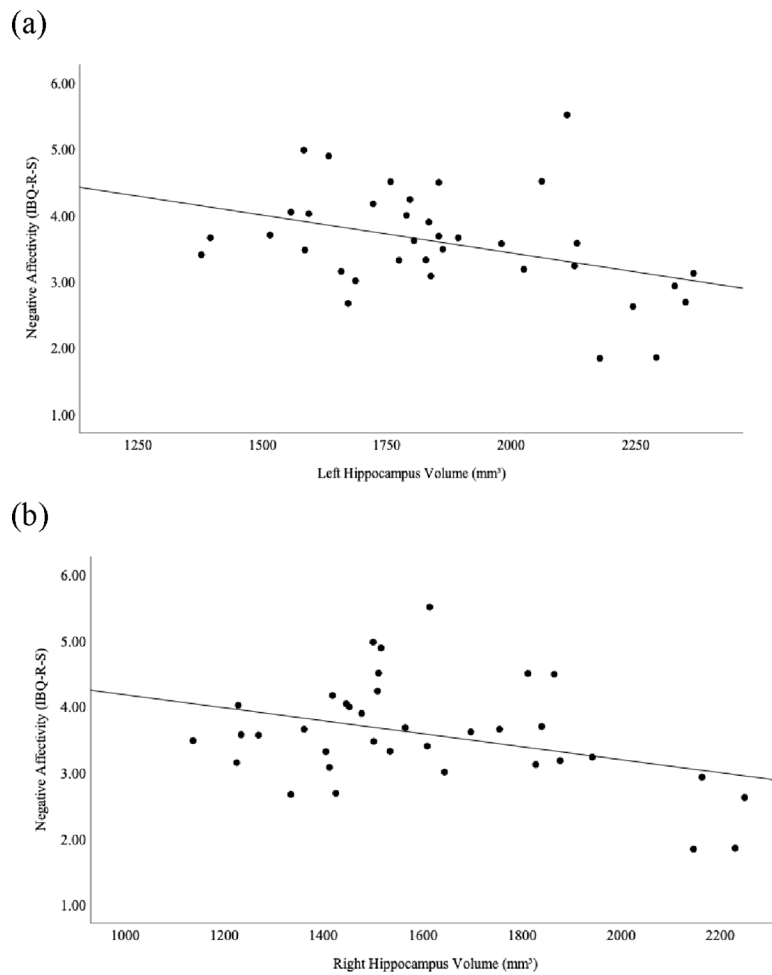 (a)
6.00
5.00
4.00
3.00
2.00
1.00
Negative Affectivity (IBQ-R-S)
1250 1500 1750 2000 2250
Left Hippocampus Volume (mm³)
(b)
6.00
5.00
4.00
3.00
2.00
1.00
Negative Affectivity (IBQ-R-S)
1000 1200 1400 1600 1800 2000 2200
Right Hippocampus Volume (mm³)